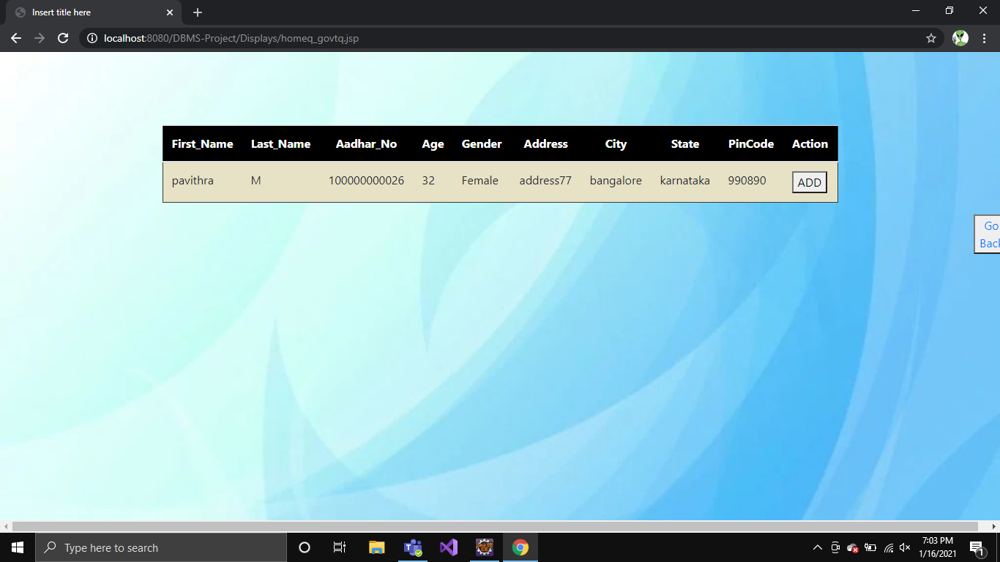 Insert title here
localhost:8080/DBMS-Project/Displays/homeq_govtq.jsp
First_Name Last_Name Aadhar_No Age Gender Address City State PinCode Action
pavithra M 100000000026 32 Female address77 bangalore karnataka 990890 ADD
Go
Back
Type here to search
7:03 PM
1/16/2021
1